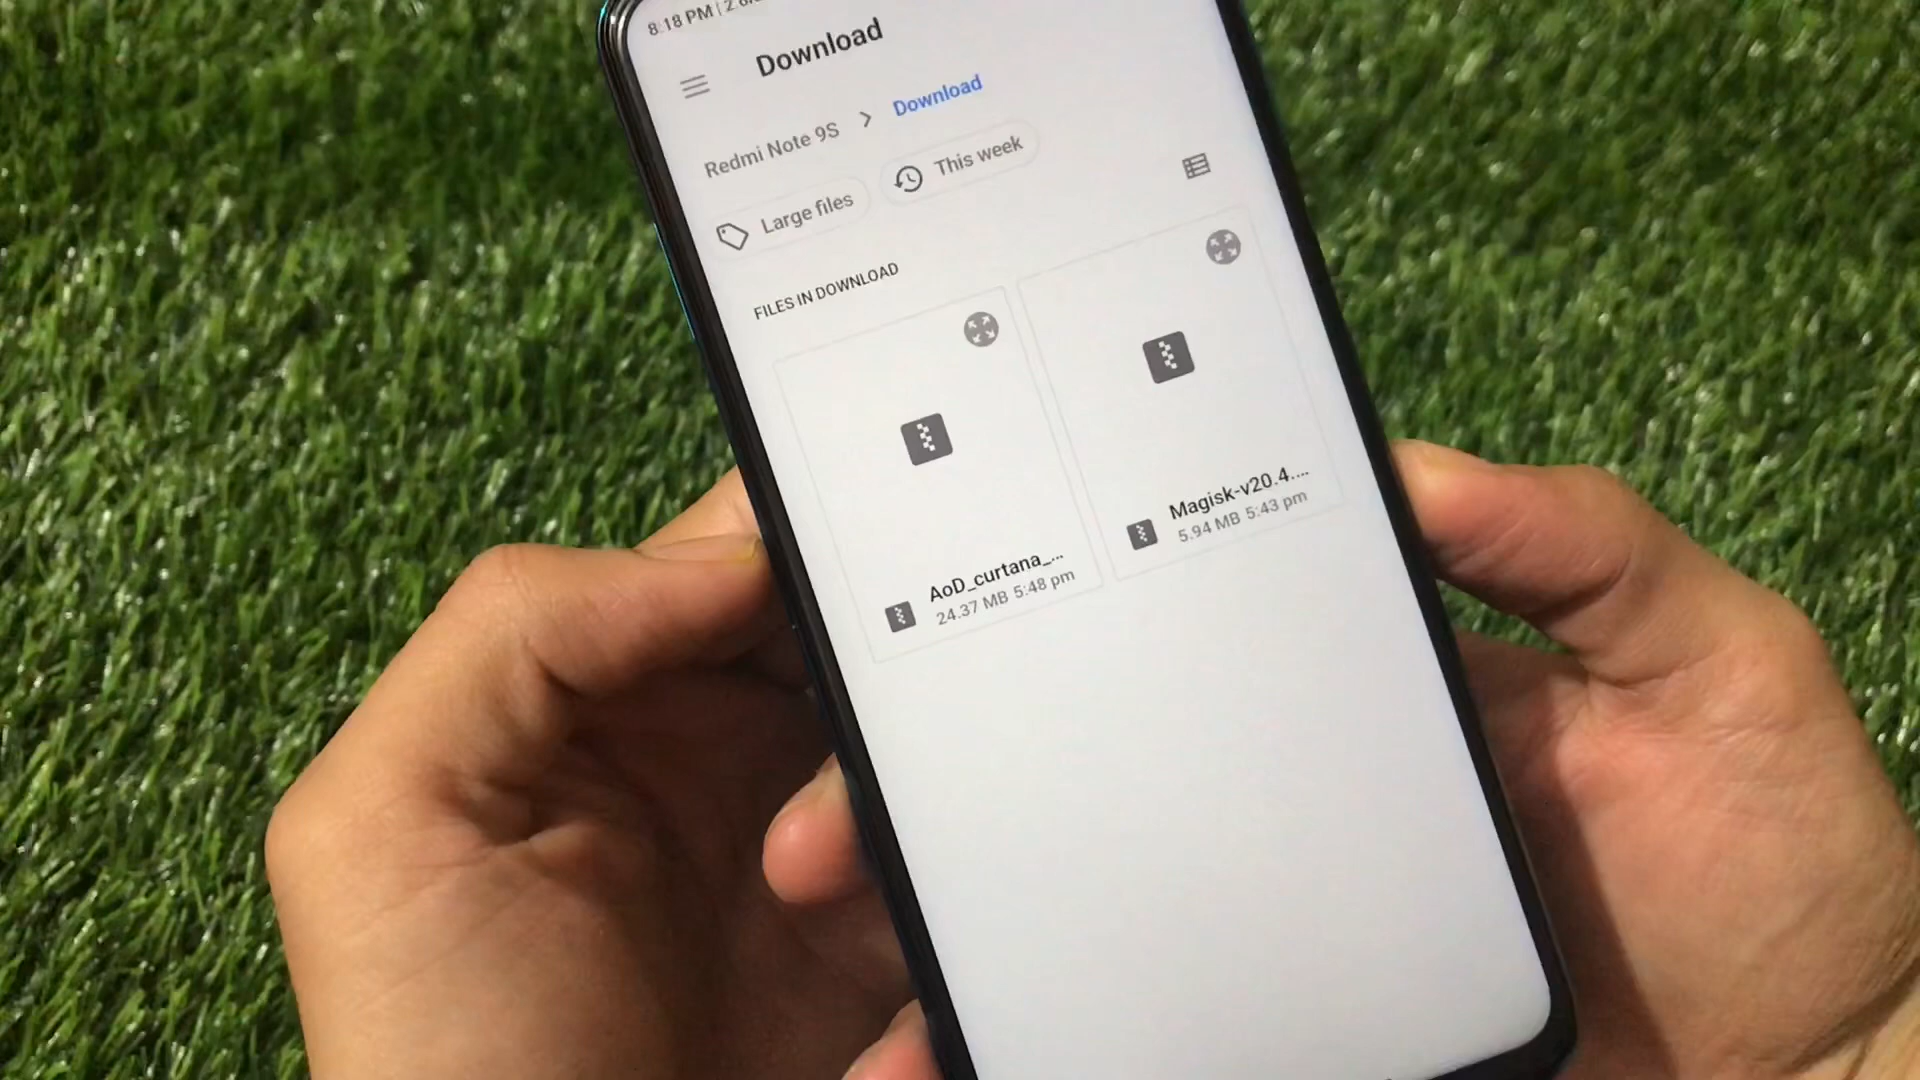 8:18 PM | 2
Download
Redmi Note 9S > Download
Large files
This week
FILES IN DOWNLOAD
AoD_curtana_...
24.37 MB 5:48 pm
Magisk-v20.4....
5.94 MB 5:43 pm